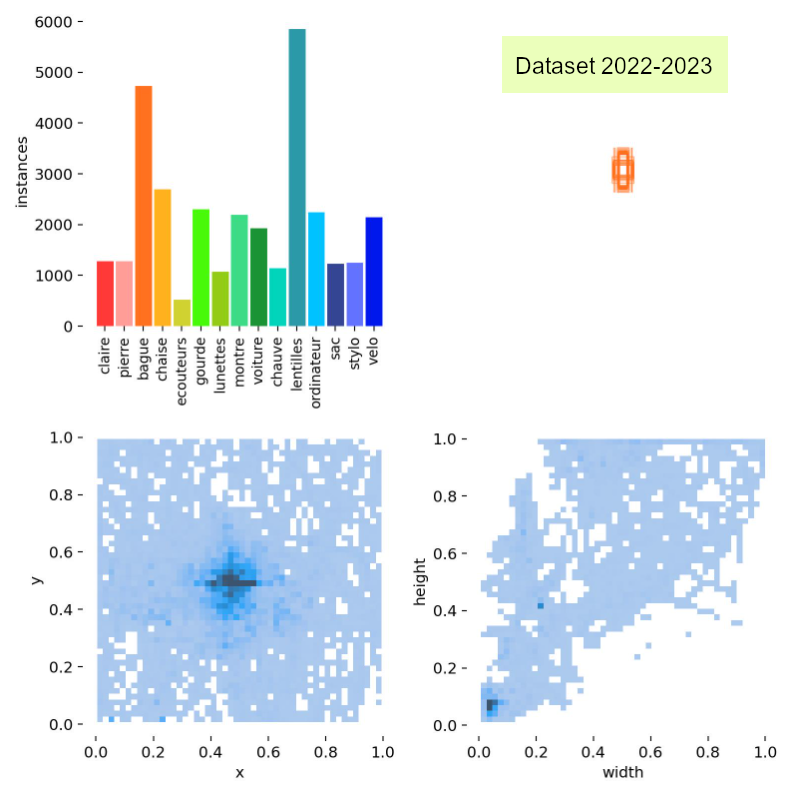 6000
5000
4000
3000
2000
1000
0
instances
claire
pierre
bague
chaise
ecouteurs
gourde
lunettes
montre
voiture
chauve
lentilles
ordinateur
sac
stylo
velo
Dataset 2022-2023
1.0
0.8
0.6
0.4
0.2
0.0
y
0.0 0.2 0.4 0.6 0.8 1.0
x
1.0
0.8
0.6
0.4
0.2
0.0
height
0.0 0.2 0.4 0.6 0.8 1.0
width